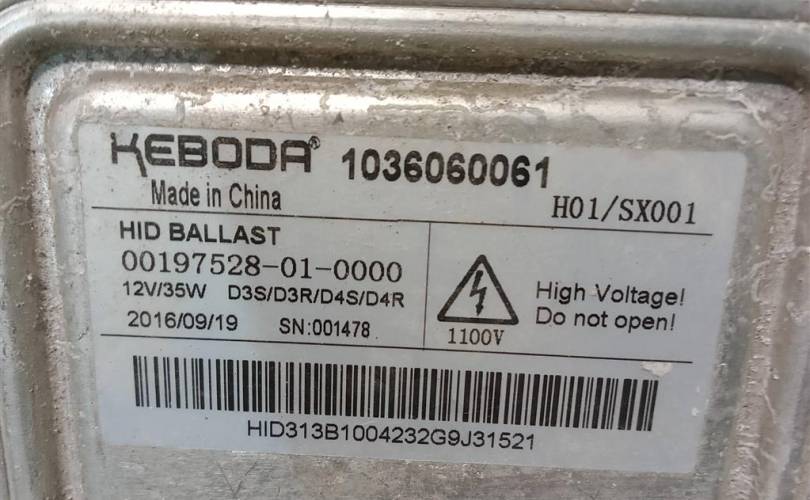 KEBODA® 1036060061
Made in China
H01/SX001
HID BALLAST
00197528-01-0000
12V/35W D3S/D3R/D4S/D4R
2016/09/19 SN:001478
1100V
High Voltage!
Do not open!
HID313B1004232G9J31521